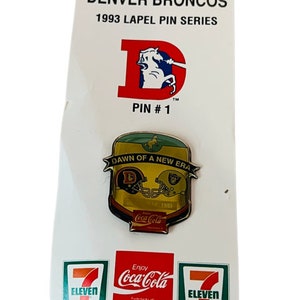 DENVER BRONCOS
1993 LAPEL PIN SERIES
D
TM
PIN # 1
DAWN OF A NEW ERA
Coca-Cola
7 ELEVEN
Enjoy
Coca-Cola
7 ELEVEN